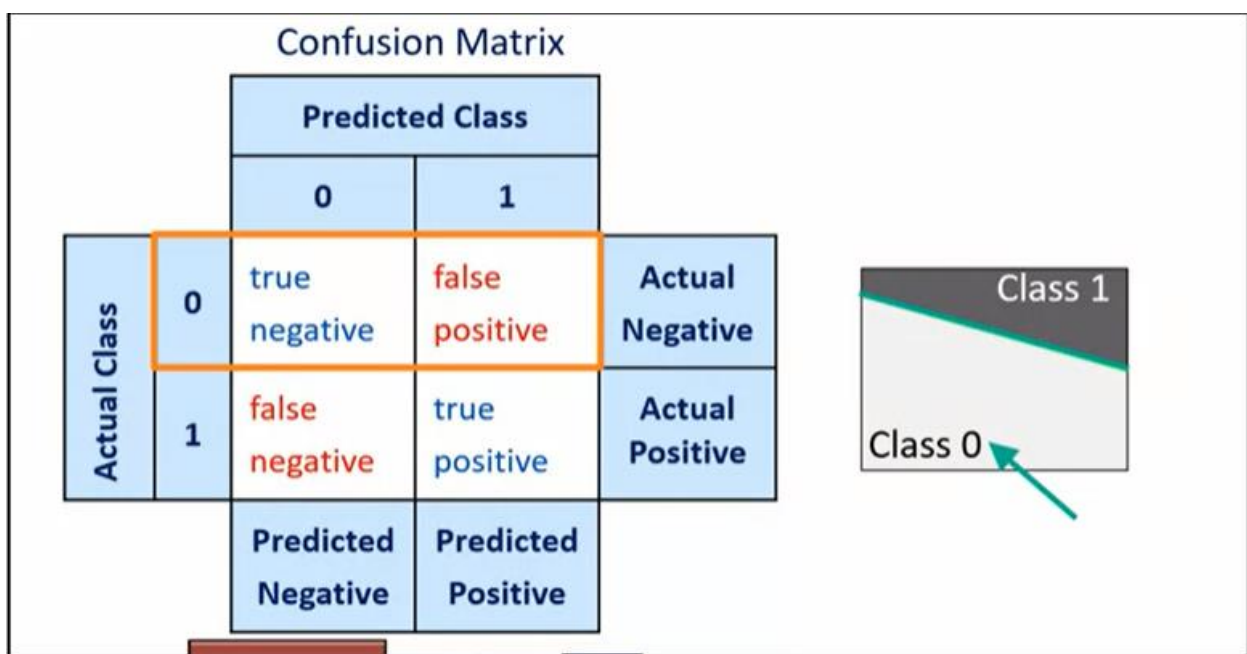 Confusion Matrix
Predicted Class
0 1
Actual Class
0
true negative
false positive
Actual Negative
1
false negative
true positive
Actual Positive
Predicted Negative
Predicted Positive
Class 1
Class 0